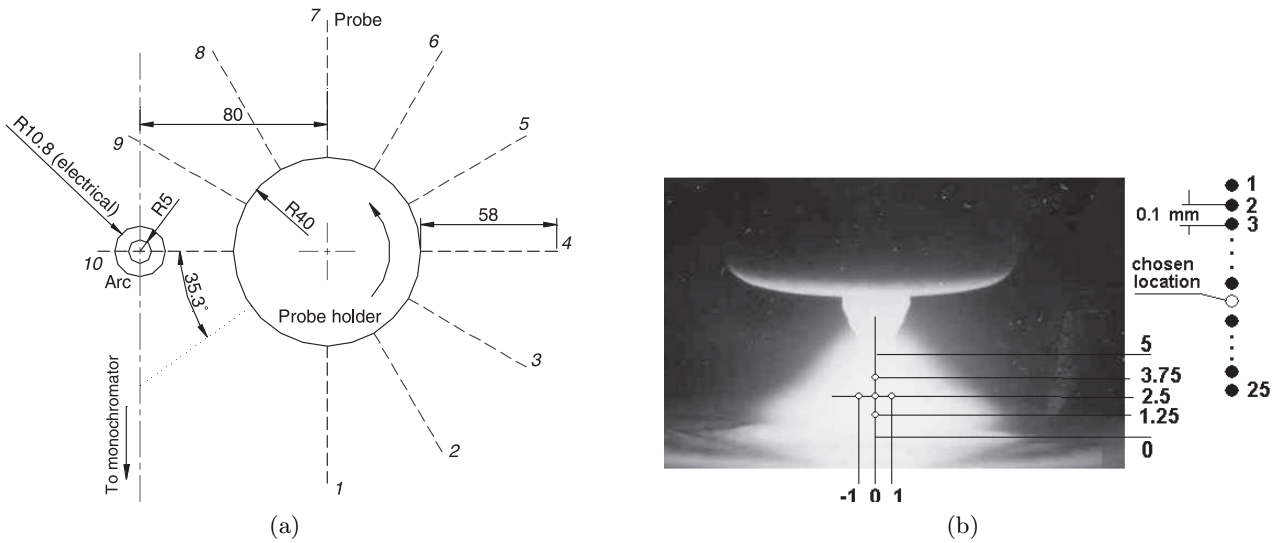 7 Probe
8
6
80
9
5
R10.8 (electrical)
R5
R40
58
4
10
Arc
35.3°
Probe holder
3
To monochromator
2
1
(a)
1
2
0.1 mm
3
chosen
location
5
3.75
2.5
25
1.25
0
-1 0 1
(b)